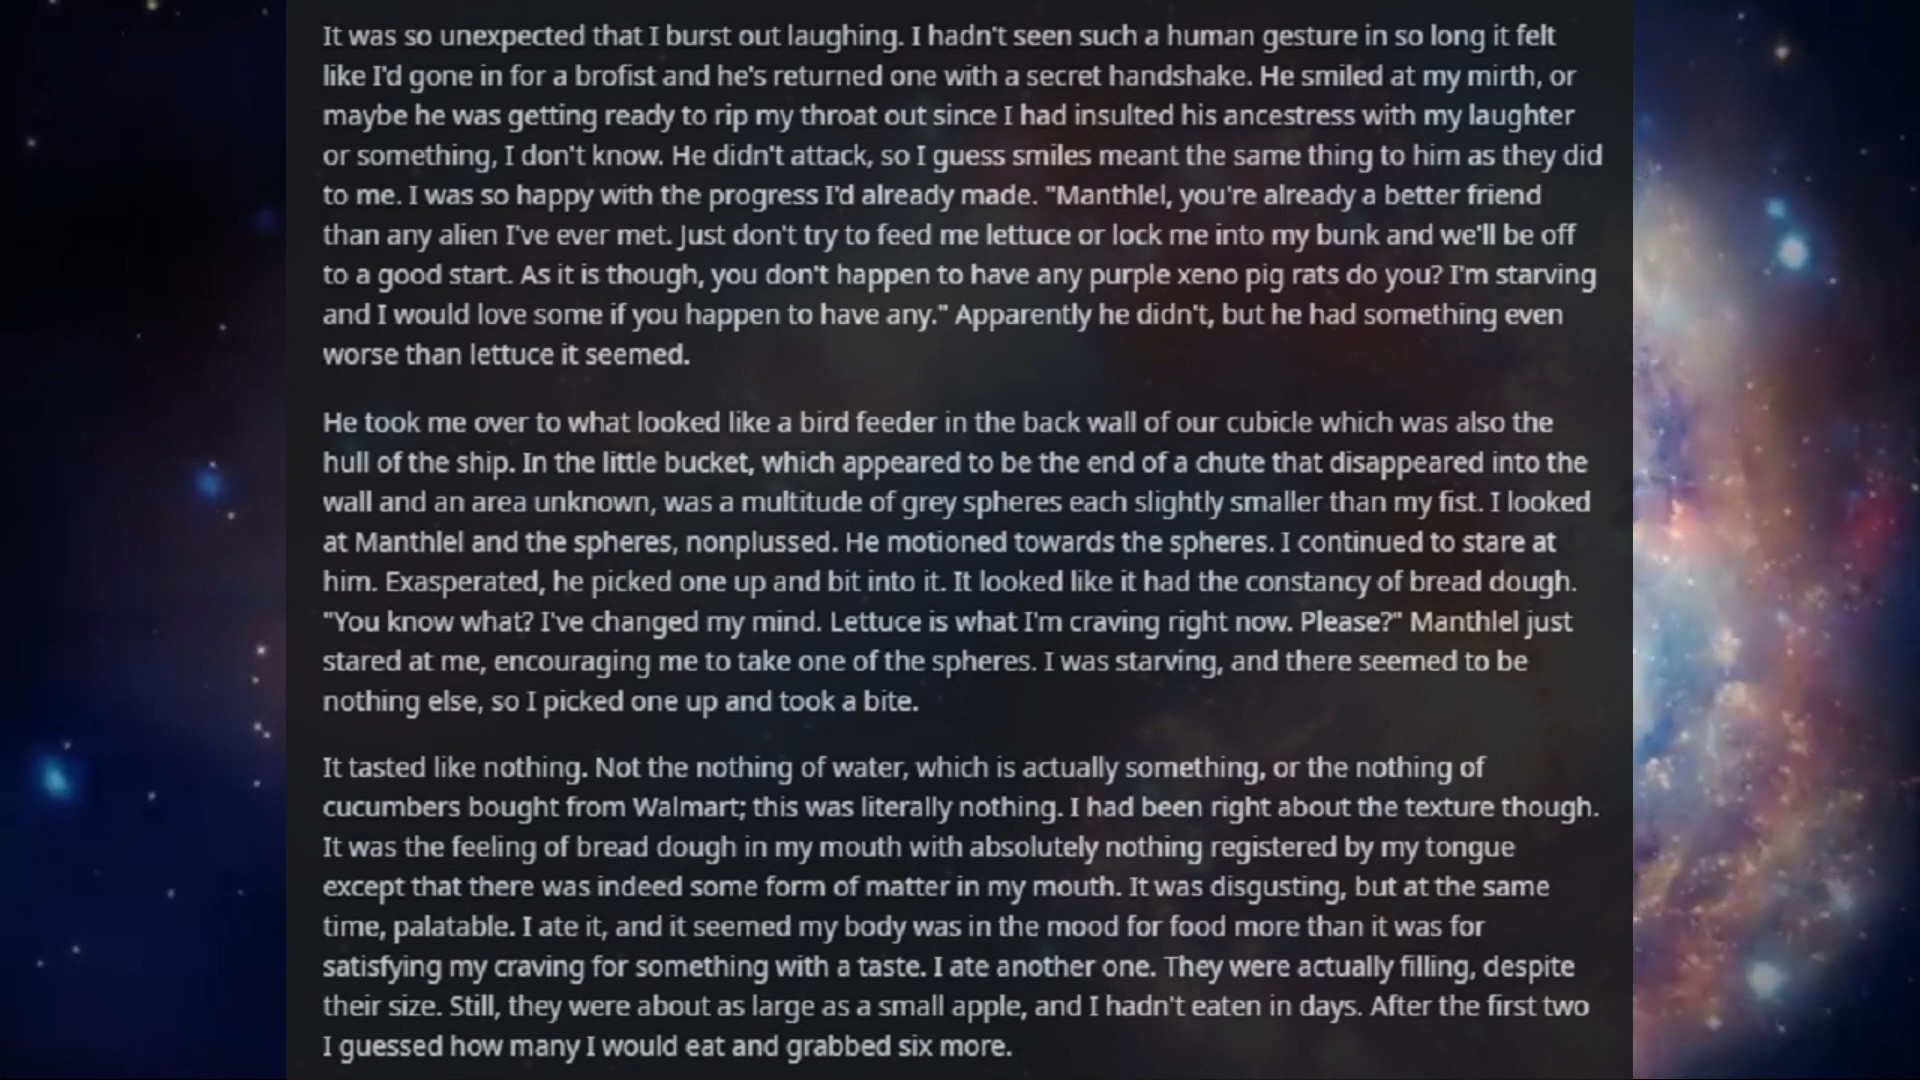 It was so unexpected that I burst out laughing. I hadn't seen such a human gesture in so long it felt
like I'd gone in for a brofist and he's returned one with a secret handshake. He smiled at my mirth, or
maybe he was getting ready to rip my throat out since I had insulted his ancestress with my laughter
or something, I don't know. He didn't attack, so I guess smiles meant the same thing to him as they did
to me. I was so happy with the progress I'd already made. "Manthlel, you're already a better friend
than any alien I've ever met. Just don't try to feed me lettuce or lock me into my bunk and we'll be off
to a good start. As it is though, you don't happen to have any purple xeno pig rats do you? I'm starving
and I would love some if you happen to have any." Apparently he didn't, but he had something even
worse than lettuce it seemed.
He took me over to what looked like a bird feeder in the back wall of our cubicle which was also the
hull of the ship. In the little bucket, which appeared to be the end of a chute that disappeared into the
wall and an area unknown, was a multitude of grey spheres each slightly smaller than my fist. I looked
at Manthlel and the spheres, nonplussed. He motioned towards the spheres. I continued to stare at
him. Exasperated, he picked one up and bit into it. It looked like it had the constancy of bread dough.
"You know what? I've changed my mind. Lettuce is what I'm craving right now. Please?" Manthlel just
stared at me, encouraging me to take one of the spheres. I was starving, and there seemed to be
nothing else, so I picked one up and took a bite.
It tasted like nothing. Not the nothing of water, which is actually something, or the nothing of
cucumbers bought from Walmart; this was literally nothing. I had been right about the texture though.
It was the feeling of bread dough in my mouth with absolutely nothing registered by my tongue
except that there was indeed some form of matter in my mouth. It was disgusting, but at the same
time, palatable. I ate it, and it seemed my body was in the mood for food more than it was for
satisfying my craving for something with a taste. I ate another one. They were actually filling, despite
their size. Still, they were about as large as a small apple, and I hadn't eaten in days. After the first two
I guessed how many I would eat and grabbed six more.